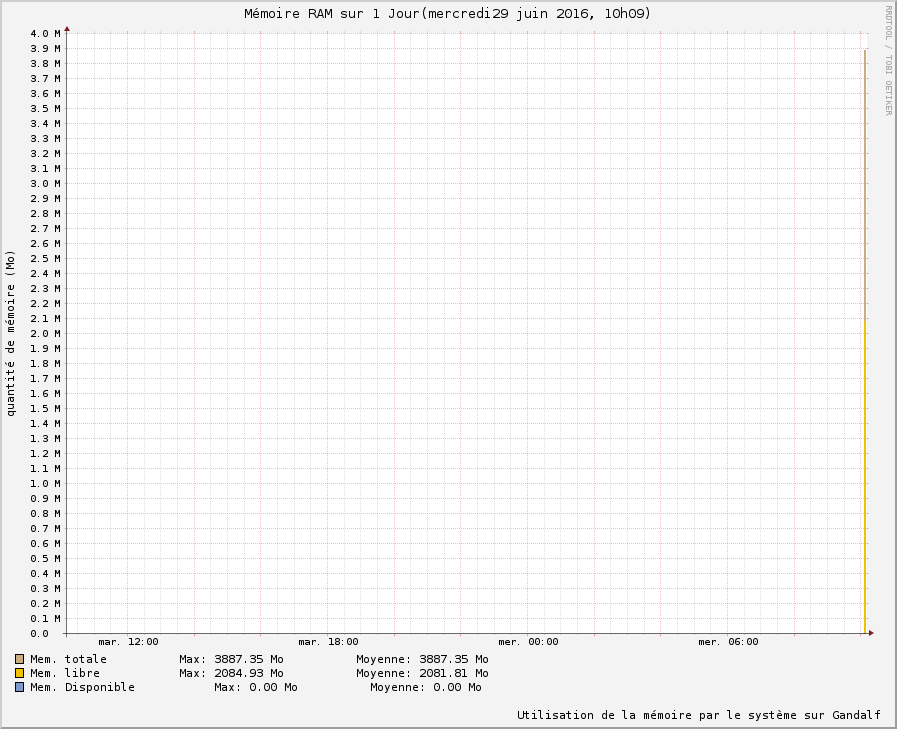 Mémoire RAM sur 1 Jour(mercredi29 juin 2016, 10h09)
RRDTOOL / TOBI OETIKER
quantité de mémoire (Mo)
4.0 M
3.9 M
3.8 M
3.7 M
3.6 M
3.5 M
3.4 M
3.3 M
3.2 M
3.1 M
3.0 M
2.9 M
2.8 M
2.7 M
2.6 M
2.5 M
2.4 M
2.3 M
2.2 M
2.1 M
2.0 M
1.9 M
1.8 M
1.7 M
1.6 M
1.5 M
1.4 M
1.3 M
1.2 M
1.1 M
1.0 M
0.9 M
0.8 M
0.7 M
0.6 M
0.5 M
0.4 M
0.3 M
0.2 M
0.1 M
0.0
mar. 12:00 mar. 18:00 mer. 00:00 mer. 06:00
Mem. totale Max: 3887.35 Mo Moyenne: 3887.35 Mo
Mem. libre Max: 2084.93 Mo Moyenne: 2081.81 Mo
Mem. Disponible Max: 0.00 Mo Moyenne: 0.00 Mo
Utilisation de la mémoire par le système sur Gandalf